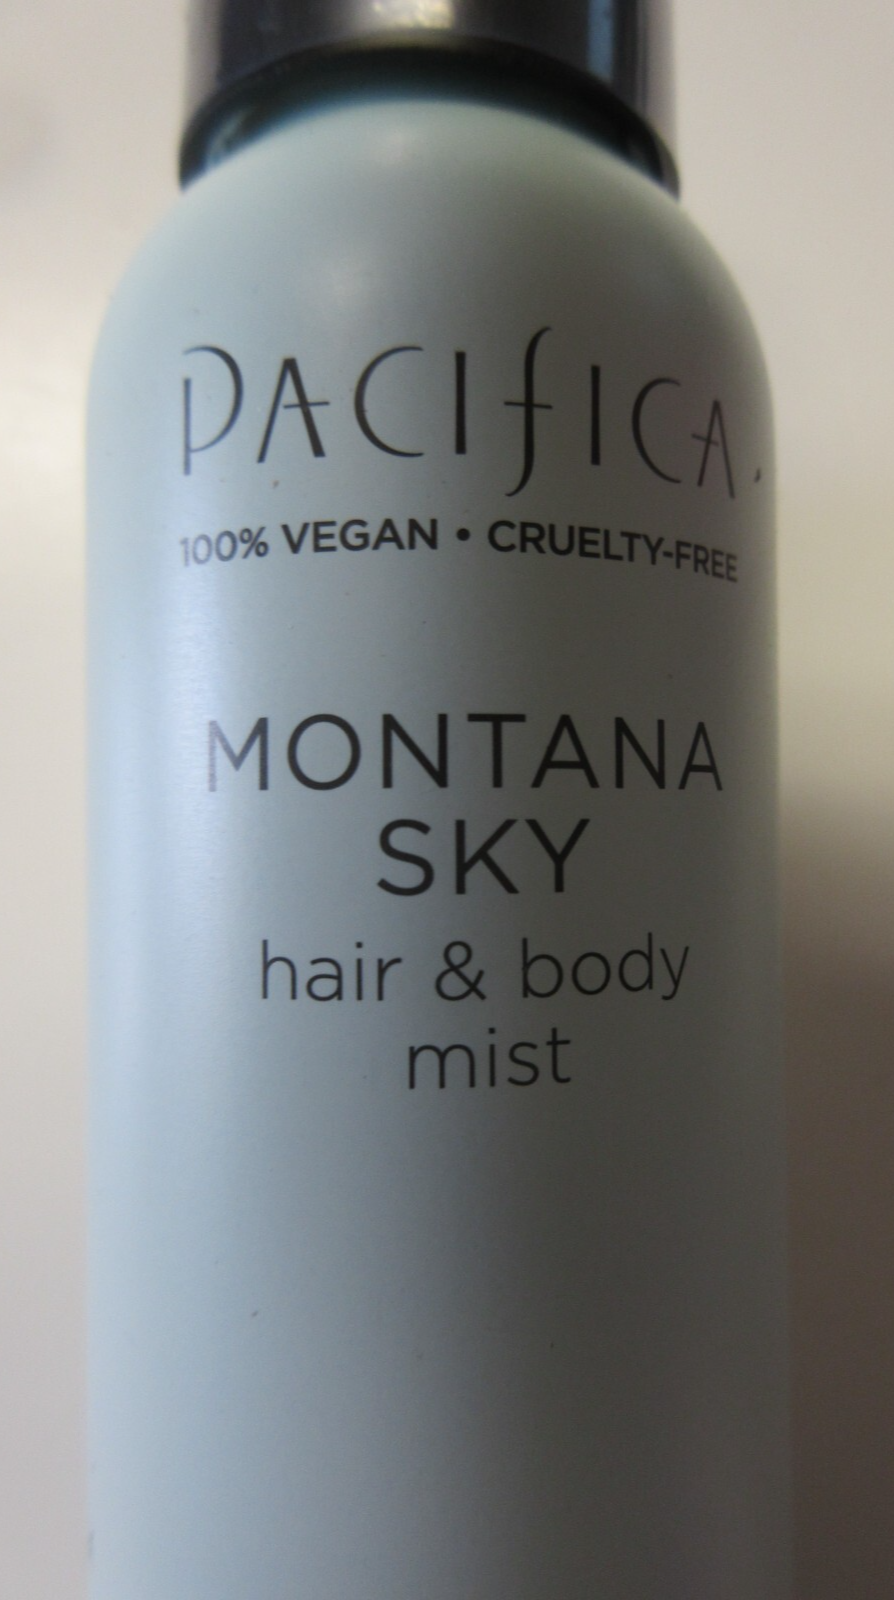 PACIfICA.
100% VEGAN • CRUELTY-FREE
MONTANA
SKY
hair & body
mist